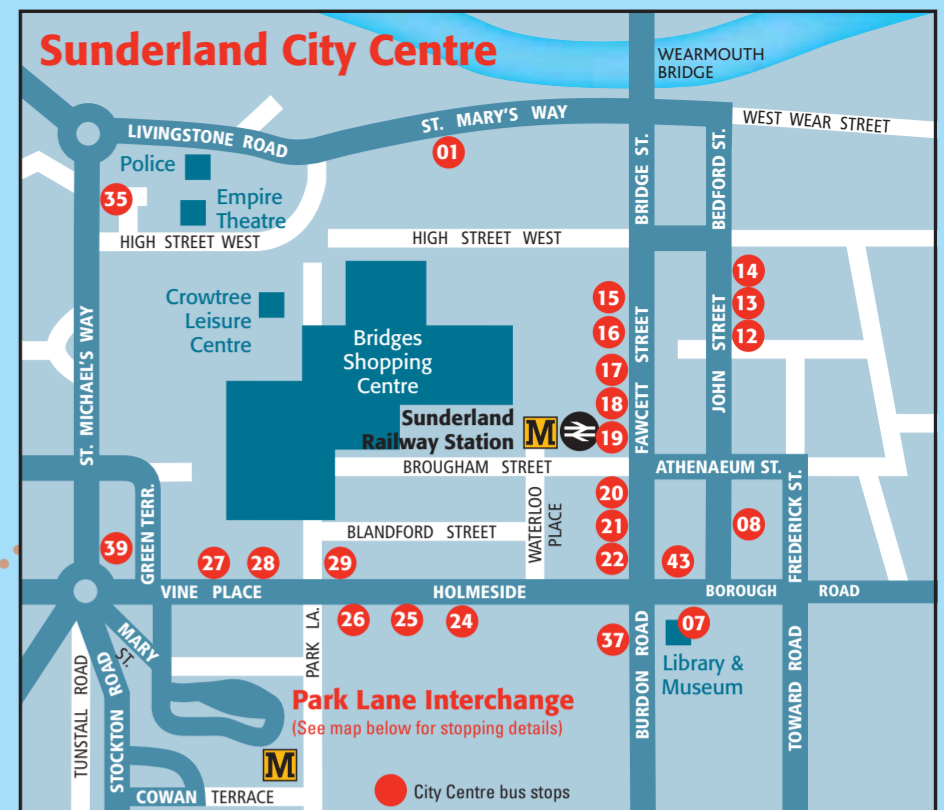 Sunderland City Centre
WEARMOUTH
BRIDGE
LIVINGSTONE ROAD
ST. MARY'S WAY
WEST WEAR STREET
01
Police
35
Empire
Theatre
BRIDGE ST.
BEDFORD ST.
HIGH STREET WEST
HIGH STREET WEST
14
13
12
15
16
17
18
19
Crowtree
Leisure
Centre
Bridges
Shopping
Centre
ST. MICHAEL'S WAY
FAWCETT STREET
JOHN STREET
Sunderland
Railway Station
M
BROUGHAM STREET
ATHENAEUM ST.
GREEN TERR.
WATERLOO
PLACE
FREDERICK ST.
20
21
22
08
BLANDFORD STREET
39
27
28
29
43
VINE PLACE
HOLMESIDE
BOROUGH ROAD
26
25
24
37
07
Library &
Museum
MARY
ST.
PARK LA.
TUNSTALL ROAD
STOCKTON ROAD
BURDON ROAD
TOWARD ROAD
Park Lane Interchange
(See map below for stopping details)
M
COWAN TERRACE
City Centre bus stops